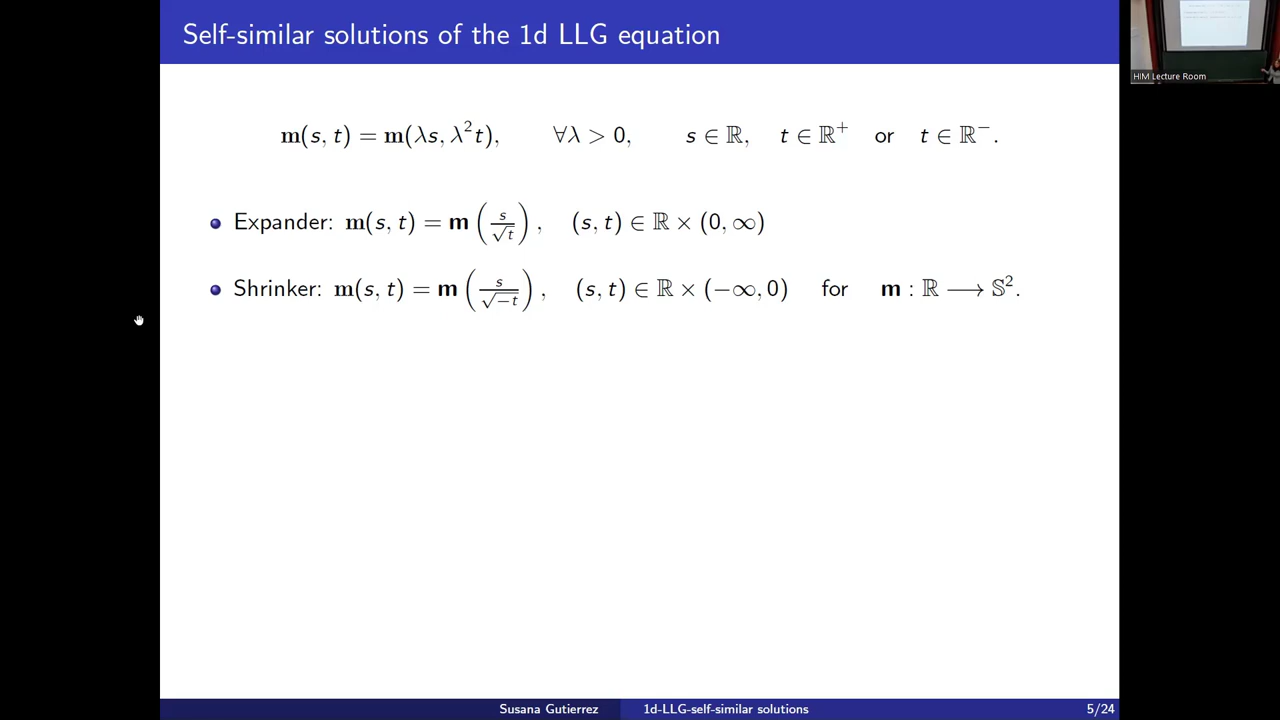 Self-similar solutions of the 1d LLG equation
HIM Lecture Room
m(s, t) = m(λs, λ²t), ∀λ > 0, s ∈ ℝ, t ∈ ℝ⁺ or t ∈ ℝ⁻.
Expander: m(s, t) = m (s/√t), (s, t) ∈ ℝ × (0, ∞)
Shrinker: m(s, t) = m (s/√−t), (s, t) ∈ ℝ × (−∞, 0) for m : ℝ ⟶ 𝕊².
Susana Gutierrez 1d-LLG-self-similar solutions 5/24